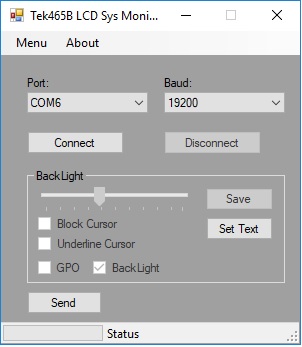 Tek465B LCD Sys Moni...
Menu About
Port: Baud:
COM6 19200
Connect Disconnect
BackLight
Save
Block Cursor
Set Text
Underline Cursor
GPO BackLight
Send
Status